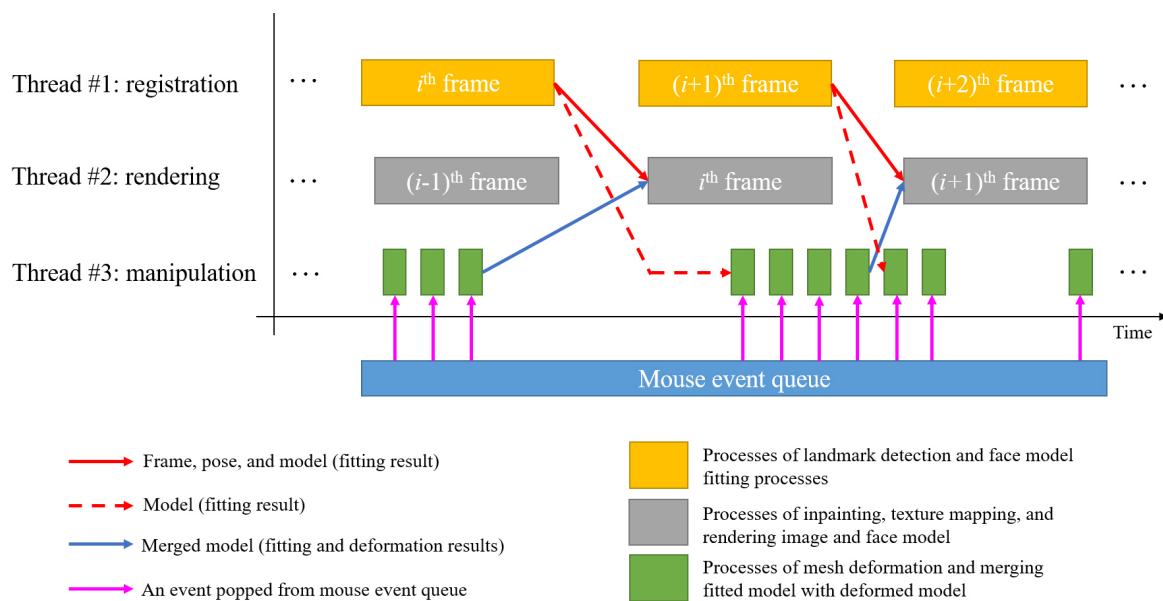 Thread #1: registration
... i^th frame (i+1)^th frame (i+2)^th frame ...
Thread #2: rendering
... (i-1)^th frame i^th frame (i+1)^th frame ...
Thread #3: manipulation
... ...
Time
Mouse event queue
Frame, pose, and model (fitting result)
Model (fitting result)
Merged model (fitting and deformation results)
An event popped from mouse event queue
Processes of landmark detection and face model
fitting processes
Processes of inpainting, texture mapping, and
rendering image and face model
Processes of mesh deformation and merging
fitted model with deformed model